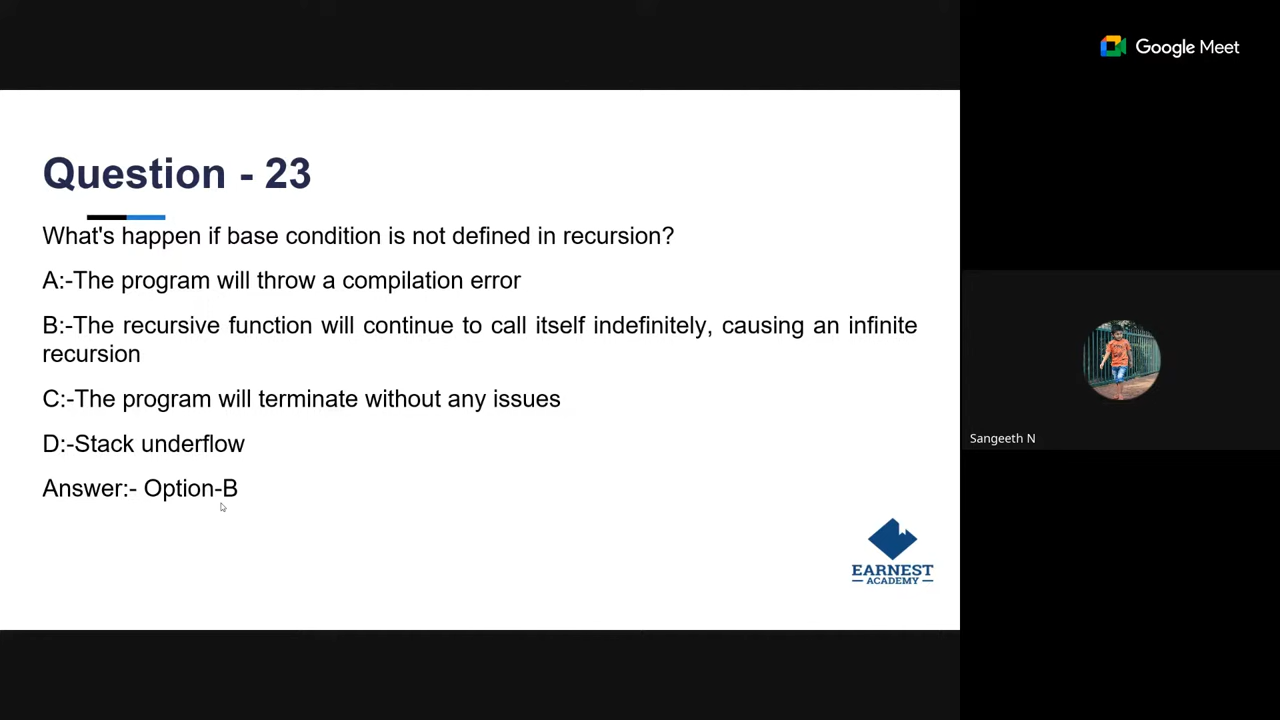 Google Meet
Question - 23
What's happen if base condition is not defined in recursion?
A:-The program will throw a compilation error
B:-The recursive function will continue to call itself indefinitely, causing an infinite
recursion
C:-The program will terminate without any issues
D:-Stack underflow
Answer:- Option-B
EARNEST
ACADEMY
Sangeeth N